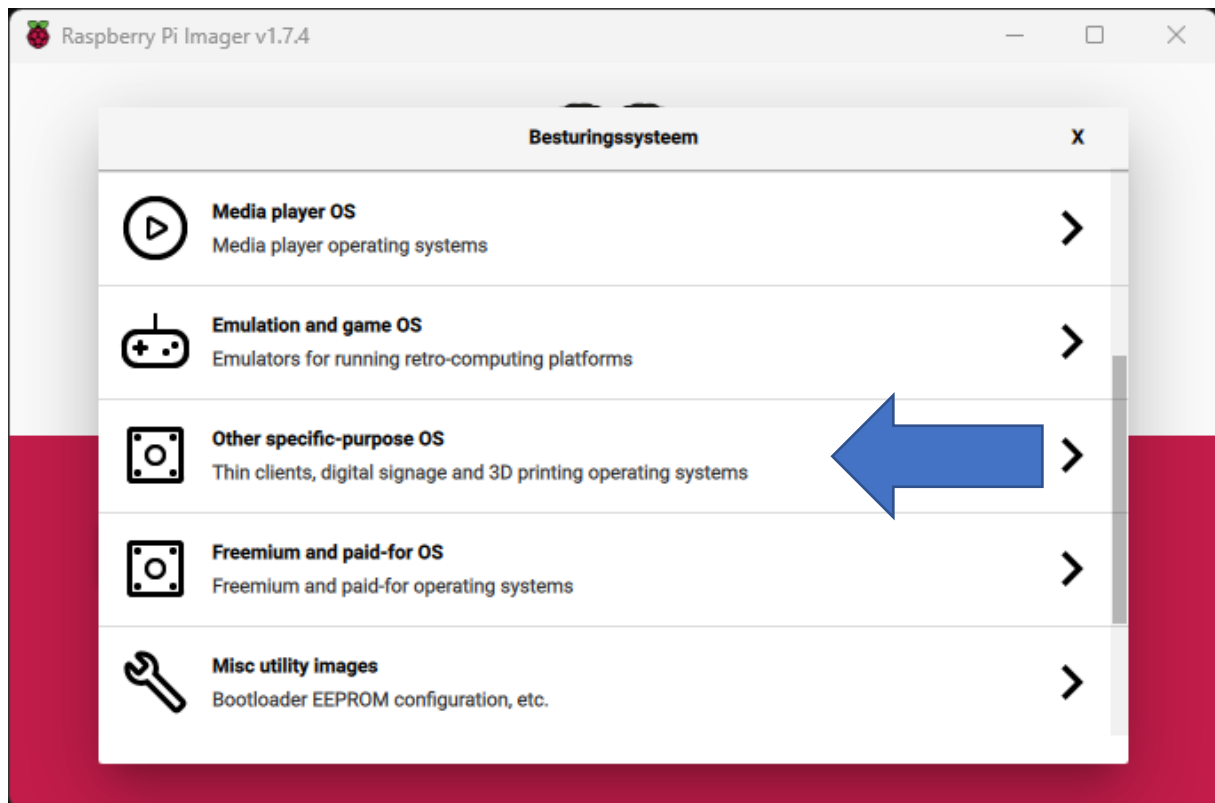 Raspberry Pi Imager v1.7.4
Besturingssysteem
X
Media player OS
Media player operating systems
Emulation and game OS
Emulators for running retro-computing platforms
Other specific-purpose OS
Thin clients, digital signage and 3D printing operating systems
Freemium and paid-for OS
Freemium and paid-for operating systems
Misc utility images
Bootloader EEPROM configuration, etc.